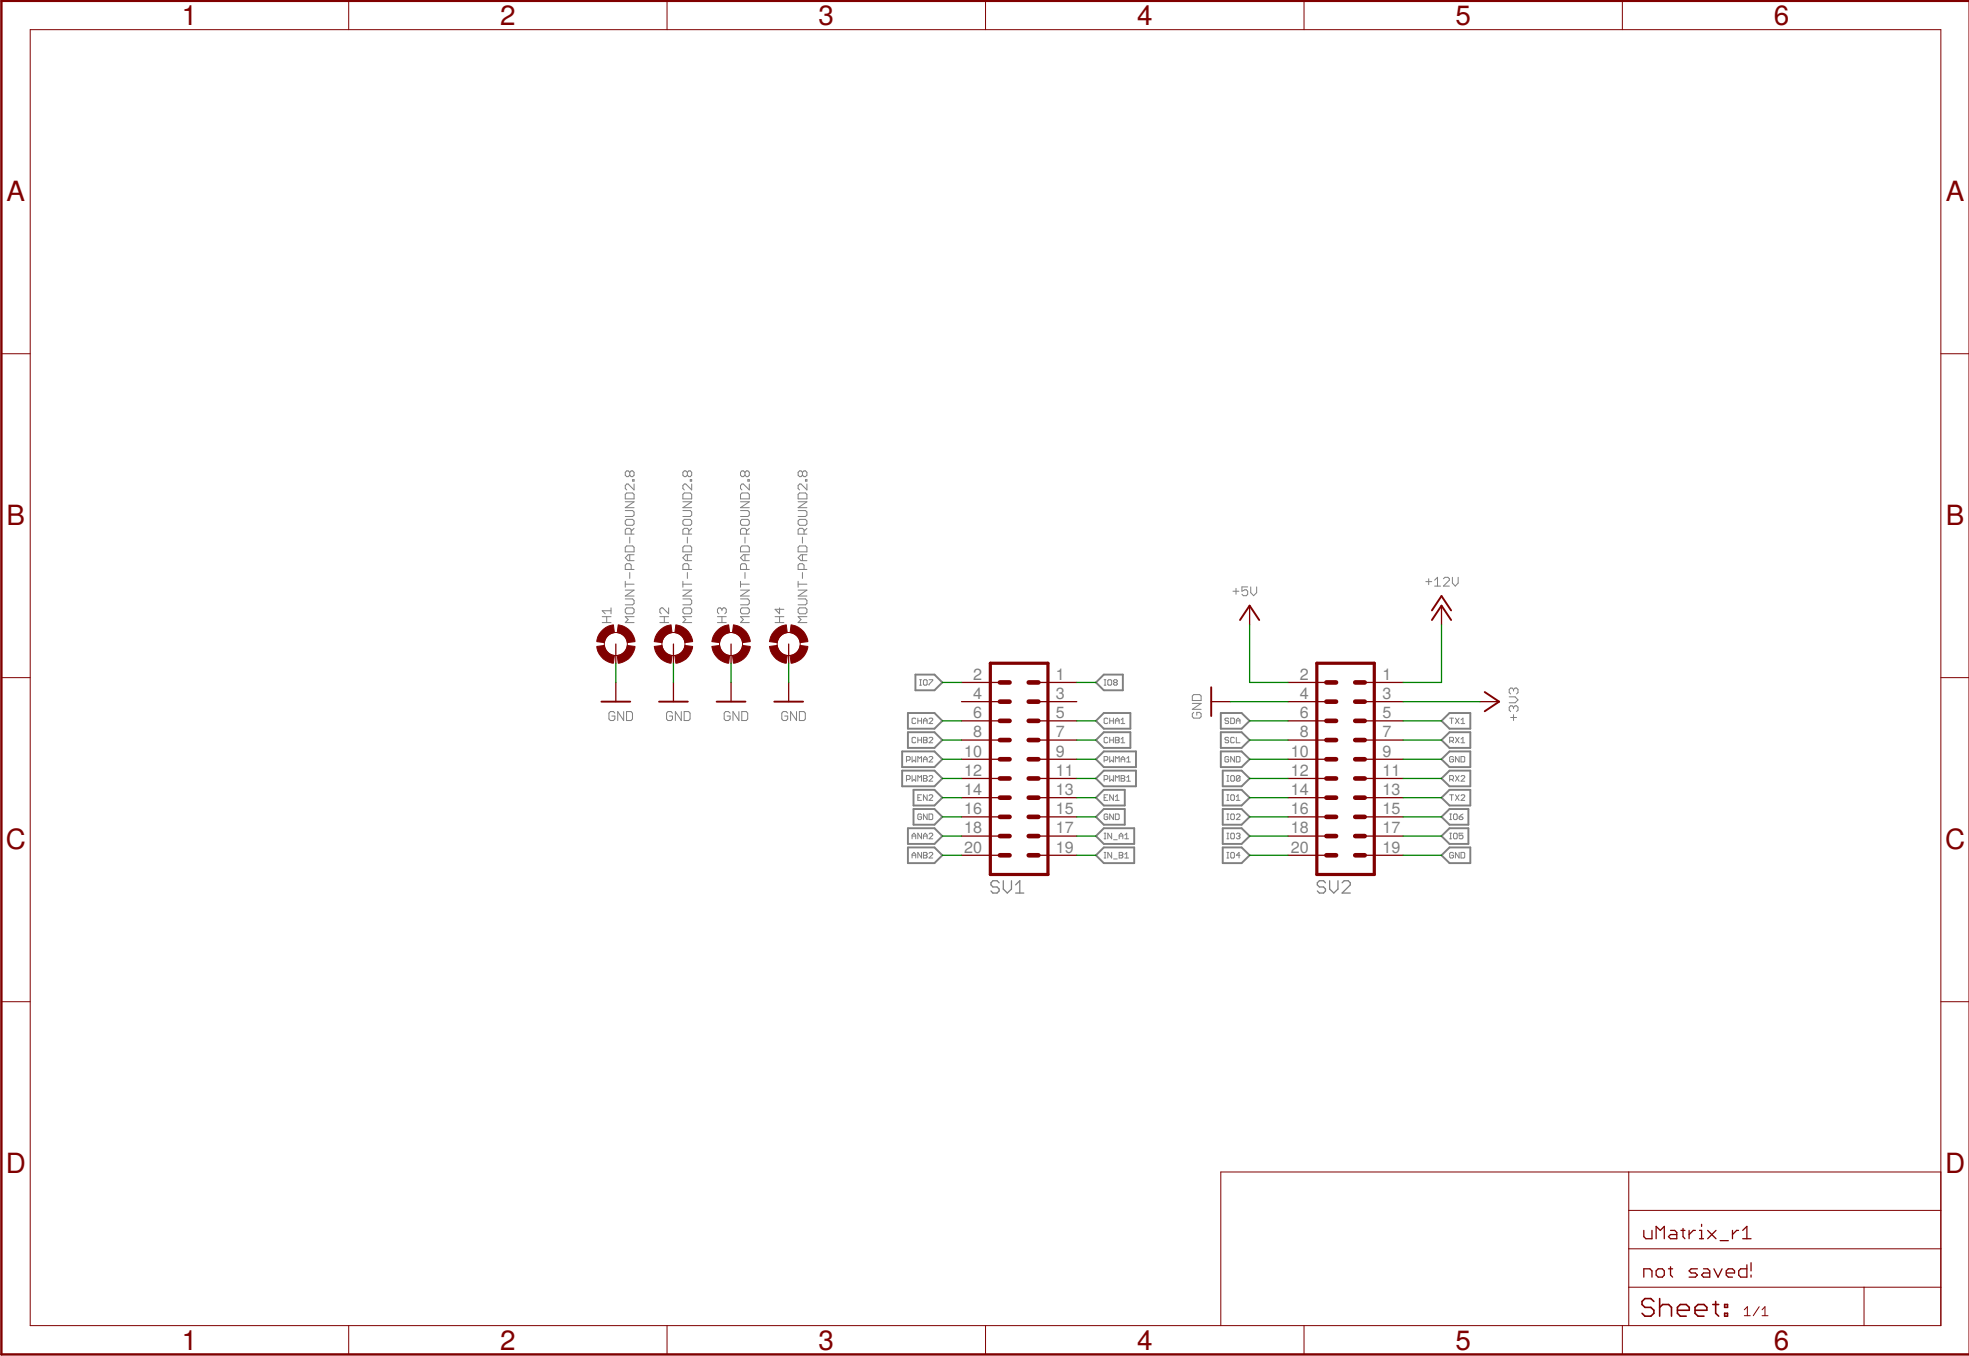 1 2 3 4 5 6
A A
B B
C C
D D
H1 MOUNT-PAD-ROUND2.8
H2 MOUNT-PAD-ROUND2.8
H3 MOUNT-PAD-ROUND2.8
H4 MOUNT-PAD-ROUND2.8
GND GND GND GND
IO7 2 1 IO8
4 3
CHA2 6 5 CHA1
CHB2 8 7 CHB1
PWMA2 10 9 PWMA1
PWMB2 12 11 PWMB1
EN2 14 13 EN1
GND 16 15 GND
ANA2 18 17 IN_A1
ANB2 20 19 IN_B1
SV1
+5V +12V
2 1
GND 4 3 +3V3
SDA 6 5 TX1
SCL 8 7 RX1
GND 10 9 GND
IO0 12 11 RX2
IO1 14 13 TX2
IO2 16 15 IO6
IO3 18 17 IO5
IO4 20 19 GND
SV2
uMatrix_r1
not saved!
Sheet: 1/1
1 2 3 4 5 6